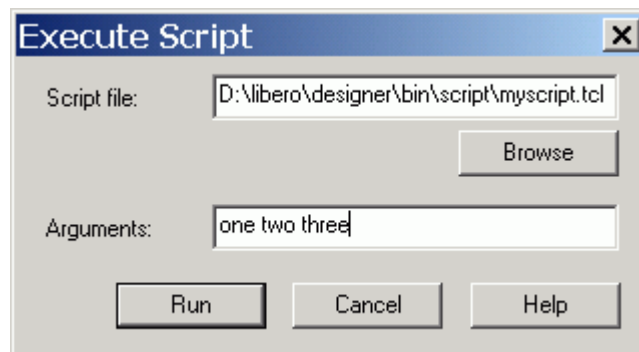 Execute Script
Script file: D:\libero\designer\bin\script\myscript.tcl
Browse
Arguments: one two three
Run Cancel Help